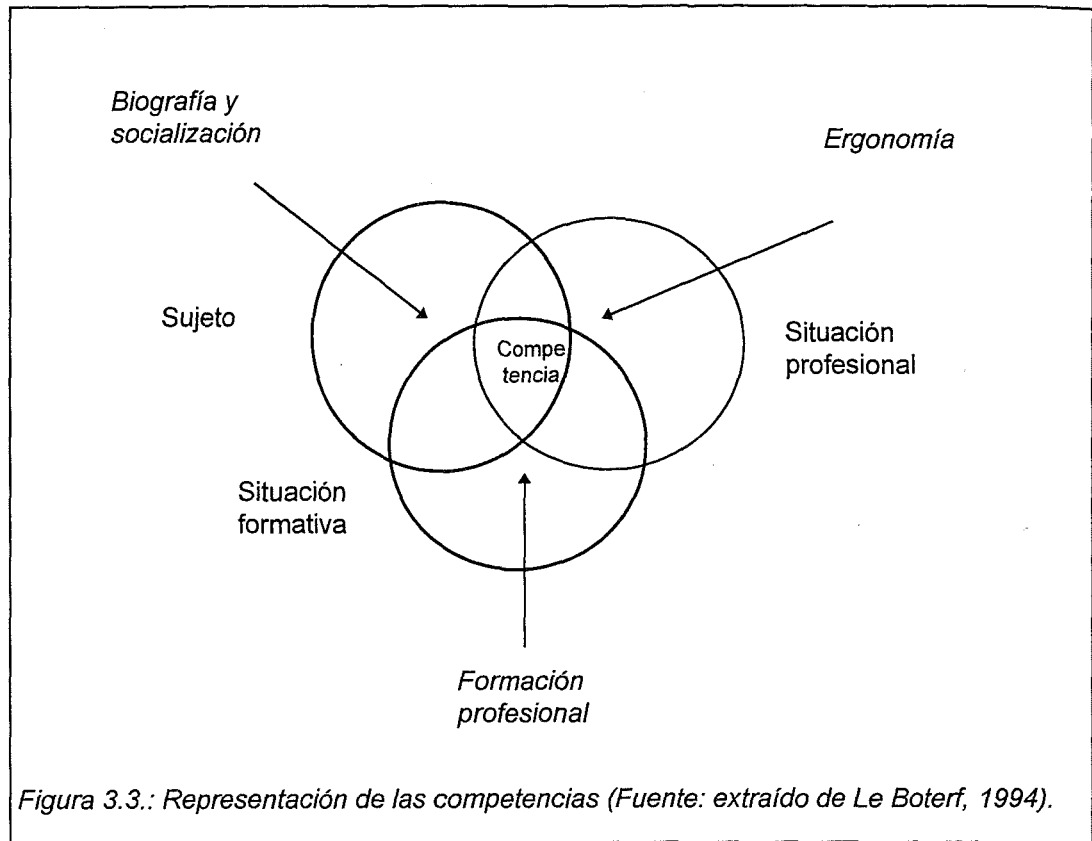 Biografía y
socialización
Ergonomía
Sujeto
Compe
tencia
Situación
profesional
Situación
formativa
Formación
profesional
Figura 3.3.: Representación de las competencias (Fuente: extraído de Le Boterf, 1994).